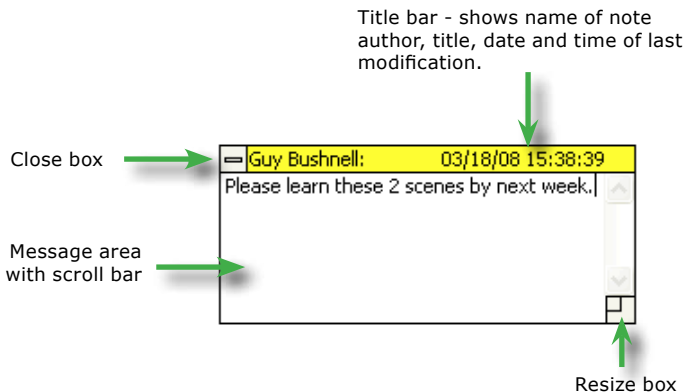 Title bar - shows name of note
author, title, date and time of last
modification.
Close box
Guy Bushnell: 03/18/08 15:38:39
Please learn these 2 scenes by next week.
Message area
with scroll bar
Resize box